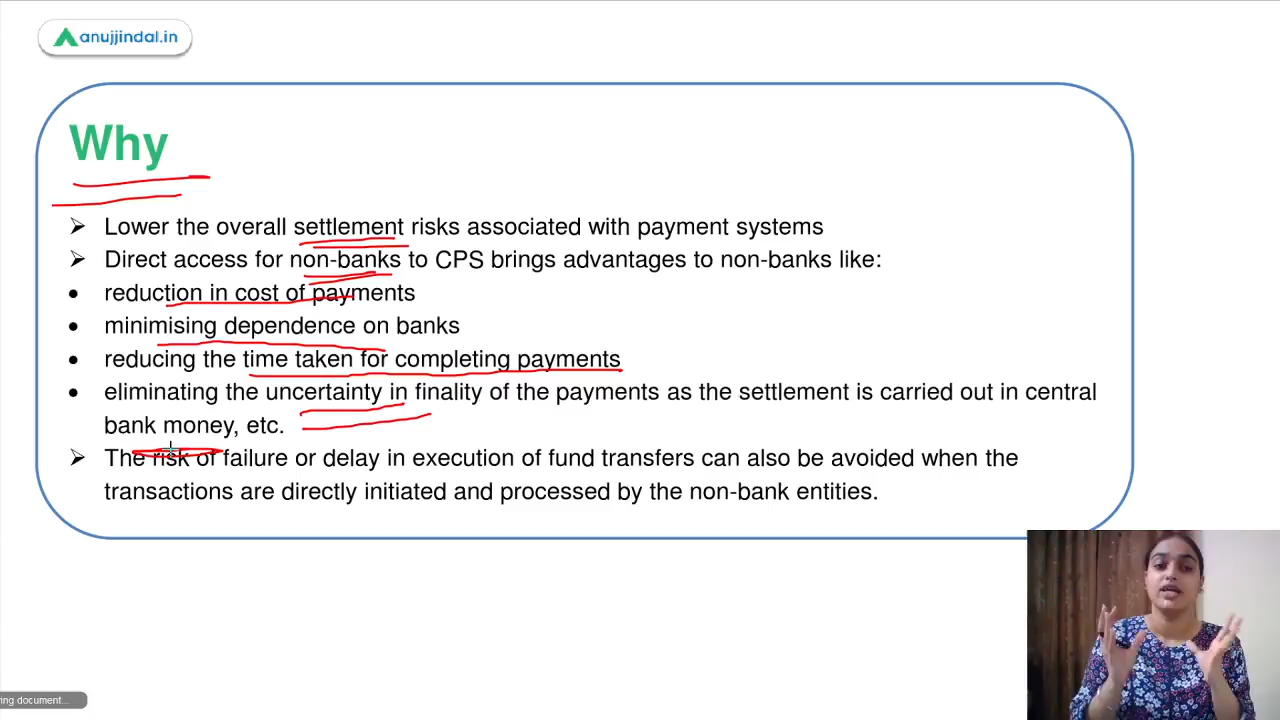 anujjindal.in
Why
➢ Lower the overall settlement risks associated with payment systems
➢ Direct access for non-banks to CPS brings advantages to non-banks like:
• reduction in cost of payments
• minimising dependence on banks
• reducing the time taken for completing payments
• eliminating the uncertainty in finality of the payments as the settlement is carried out in central
bank money, etc.
➢ The risk of failure or delay in execution of fund transfers can also be avoided when the
transactions are directly initiated and processed by the non-bank entities.
ing document...